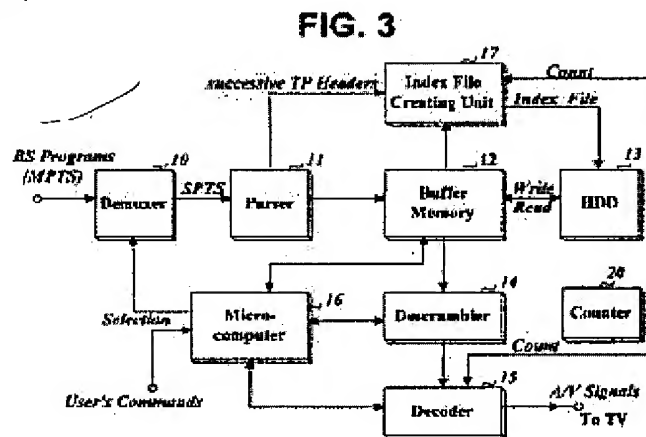 FIG. 3
17
successive TP Headers
Index File
Creating Unit
Count
Index File
BS Programs
(MPTS)
10
SPTS
11
12
13
Demuxer
Parser
Buffer
Memory
Write
Read
HDD
14
20
Selection
Micro-
computer
16
Descrambler
Counter
Count
User's Commands
15
Decoder
A/V Signals
To TV